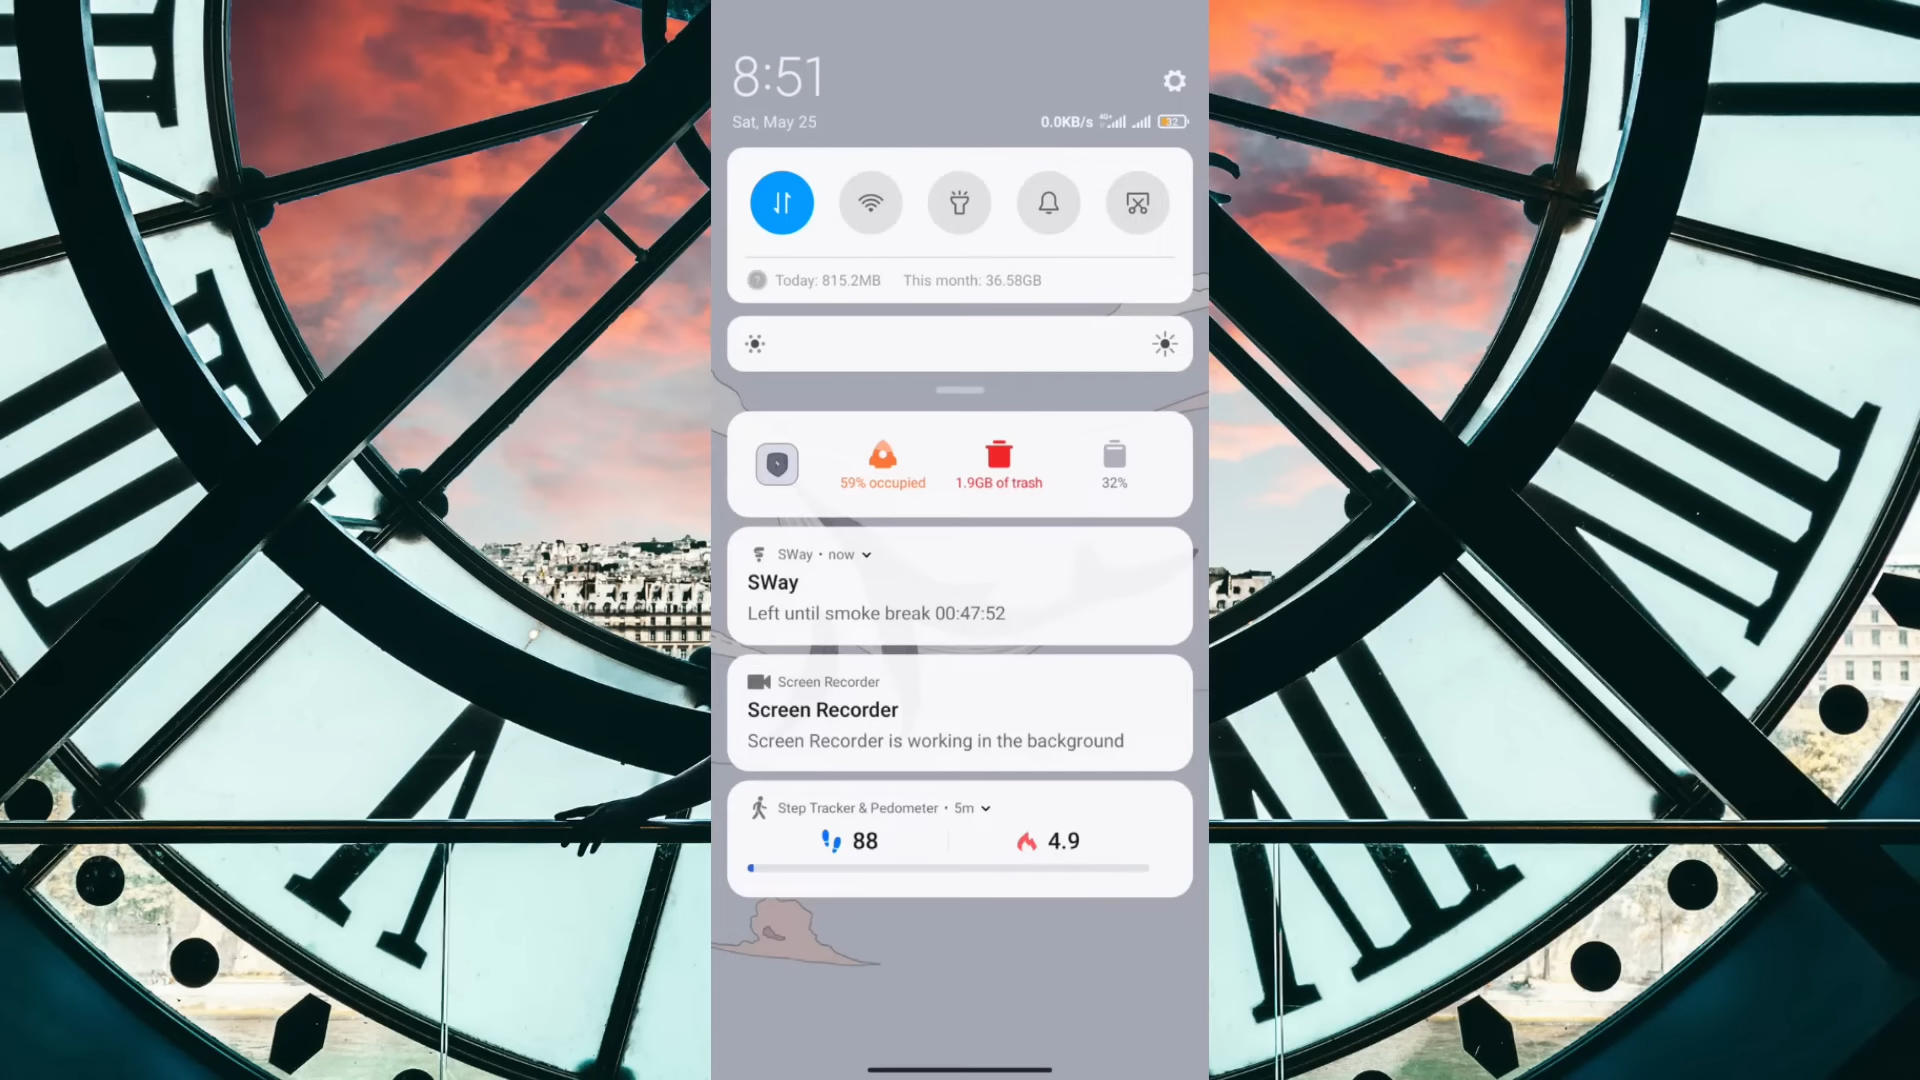 8:51
Sat, May 25
0.0KB/s 4G+ 32
Today: 815.2MB This month: 36.58GB
59% occupied
1.9GB of trash
32%
SWay • now
SWay
Left until smoke break 00:47:52
Screen Recorder
Screen Recorder
Screen Recorder is working in the background
Step Tracker & Pedometer • 5m
88
4.9